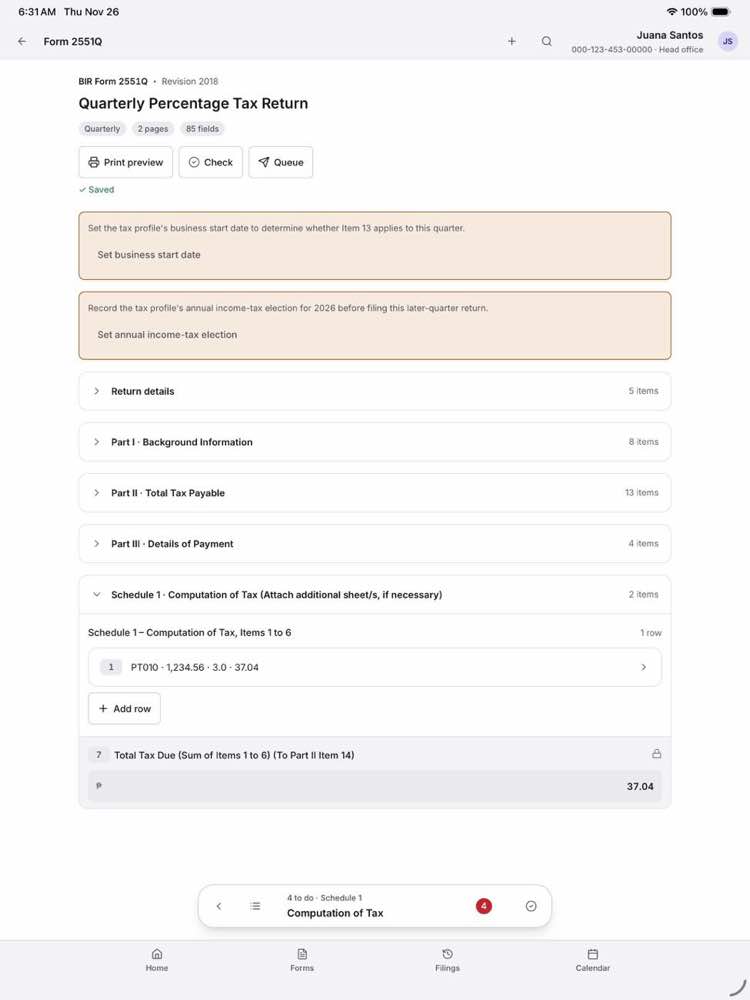 6:31 AM Thu Nov 26
100%
Form 2551Q
Juana Santos
000-123-453-00000 · Head office
JS
BIR Form 2551Q • Revision 2018
Quarterly Percentage Tax Return
Quarterly
2 pages
85 fields
Print preview
Check
Queue
Saved
Set the tax profile's business start date to determine whether Item 13 applies to this quarter.
Set business start date
Record the tax profile's annual income-tax election for 2026 before filing this later-quarter return.
Set annual income-tax election
Return details
5 items
Part I · Background Information
8 items
Part II · Total Tax Payable
13 items
Part III · Details of Payment
4 items
Schedule 1 · Computation of Tax (Attach additional sheet/s, if necessary)
2 items
Schedule 1 – Computation of Tax, Items 1 to 6
1 row
1 PT010 · 1,234.56 · 3.0 · 37.04
Add row
7 Total Tax Due (Sum of Items 1 to 6) (To Part II Item 14)
₱ 37.04
4 to do · Schedule 1
Computation of Tax
4
Home
Forms
Filings
Calendar